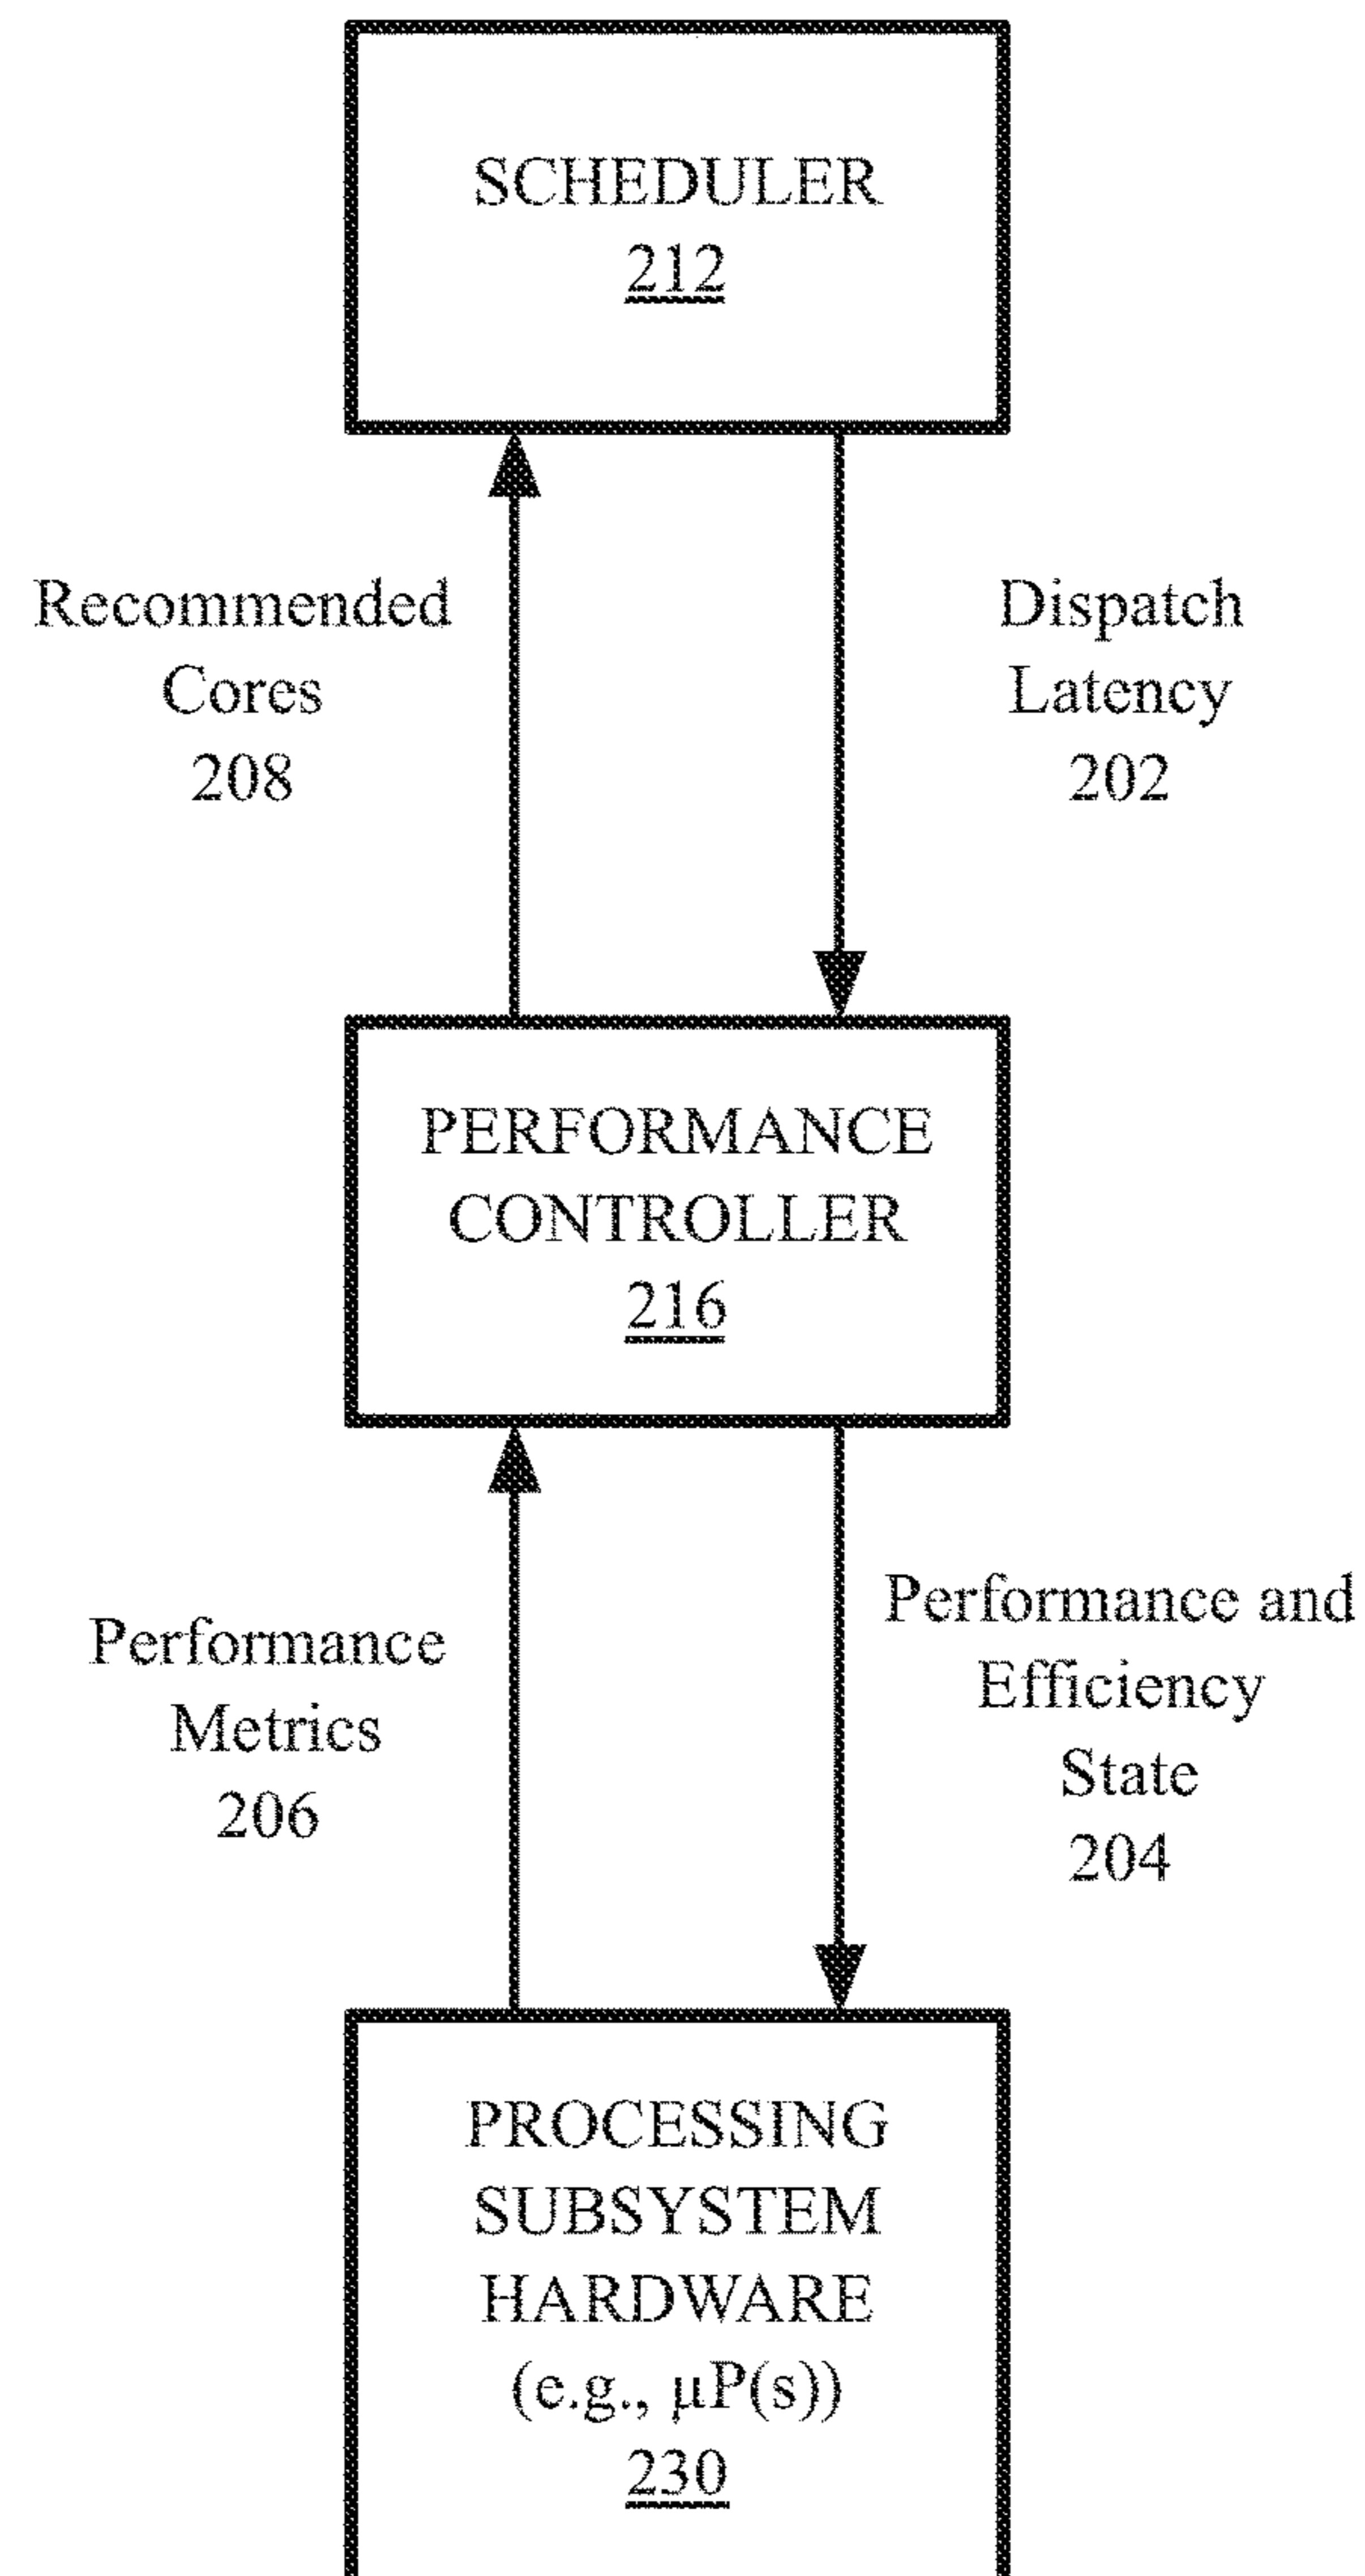 SCHEDULER
212
Recommended
Cores
208
Dispatch
Latency
202
PERFORMANCE
CONTROLLER
216
Performance
Metrics
206
Performance and
Efficiency
State
204
PROCESSING
SUBSYSTEM
HARDWARE
(e.g., μP(s))
230